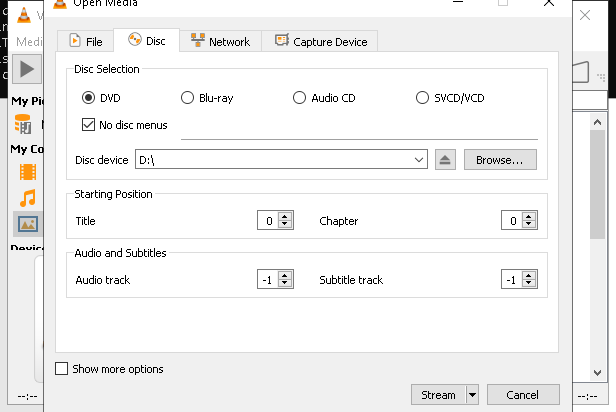 Open Media
Medi
File
Disc
Network
Capture Device
Disc Selection
DVD
Blu-ray
Audio CD
SVCD/VCD
No disc menus
Disc device
D:\
Browse...
Starting Position
Title
0
Chapter
0
Audio and Subtitles
Audio track
-1
Subtitle track
-1
Show more options
Stream
Cancel
My Pi
My Co
Device
--:--
--:--